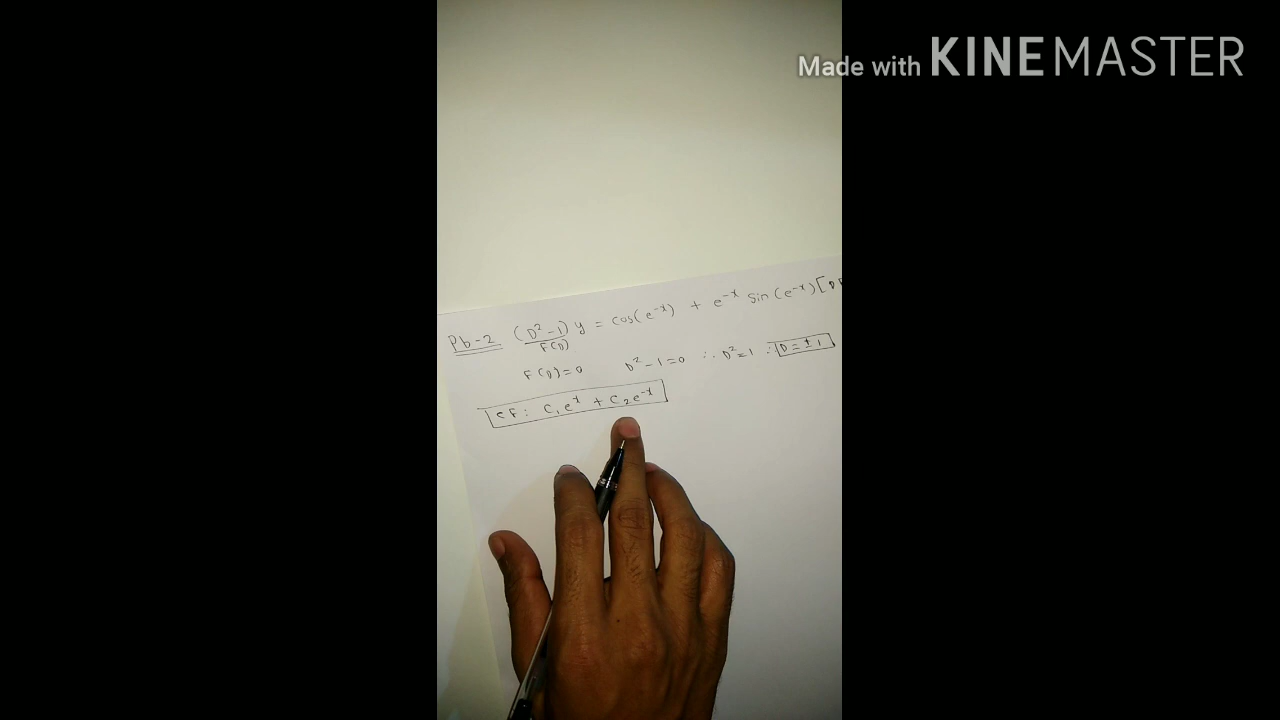 Made with KINEMASTER
Pb-2 (D²-1)y = cos(e⁻ˣ) + e⁻ˣ sin(e⁻ˣ) [
F(D)
F(D)=0 D²-1=0 ∴ D²=1 ∴ D=±1
CF: C₁eˣ + C₂e⁻ˣ